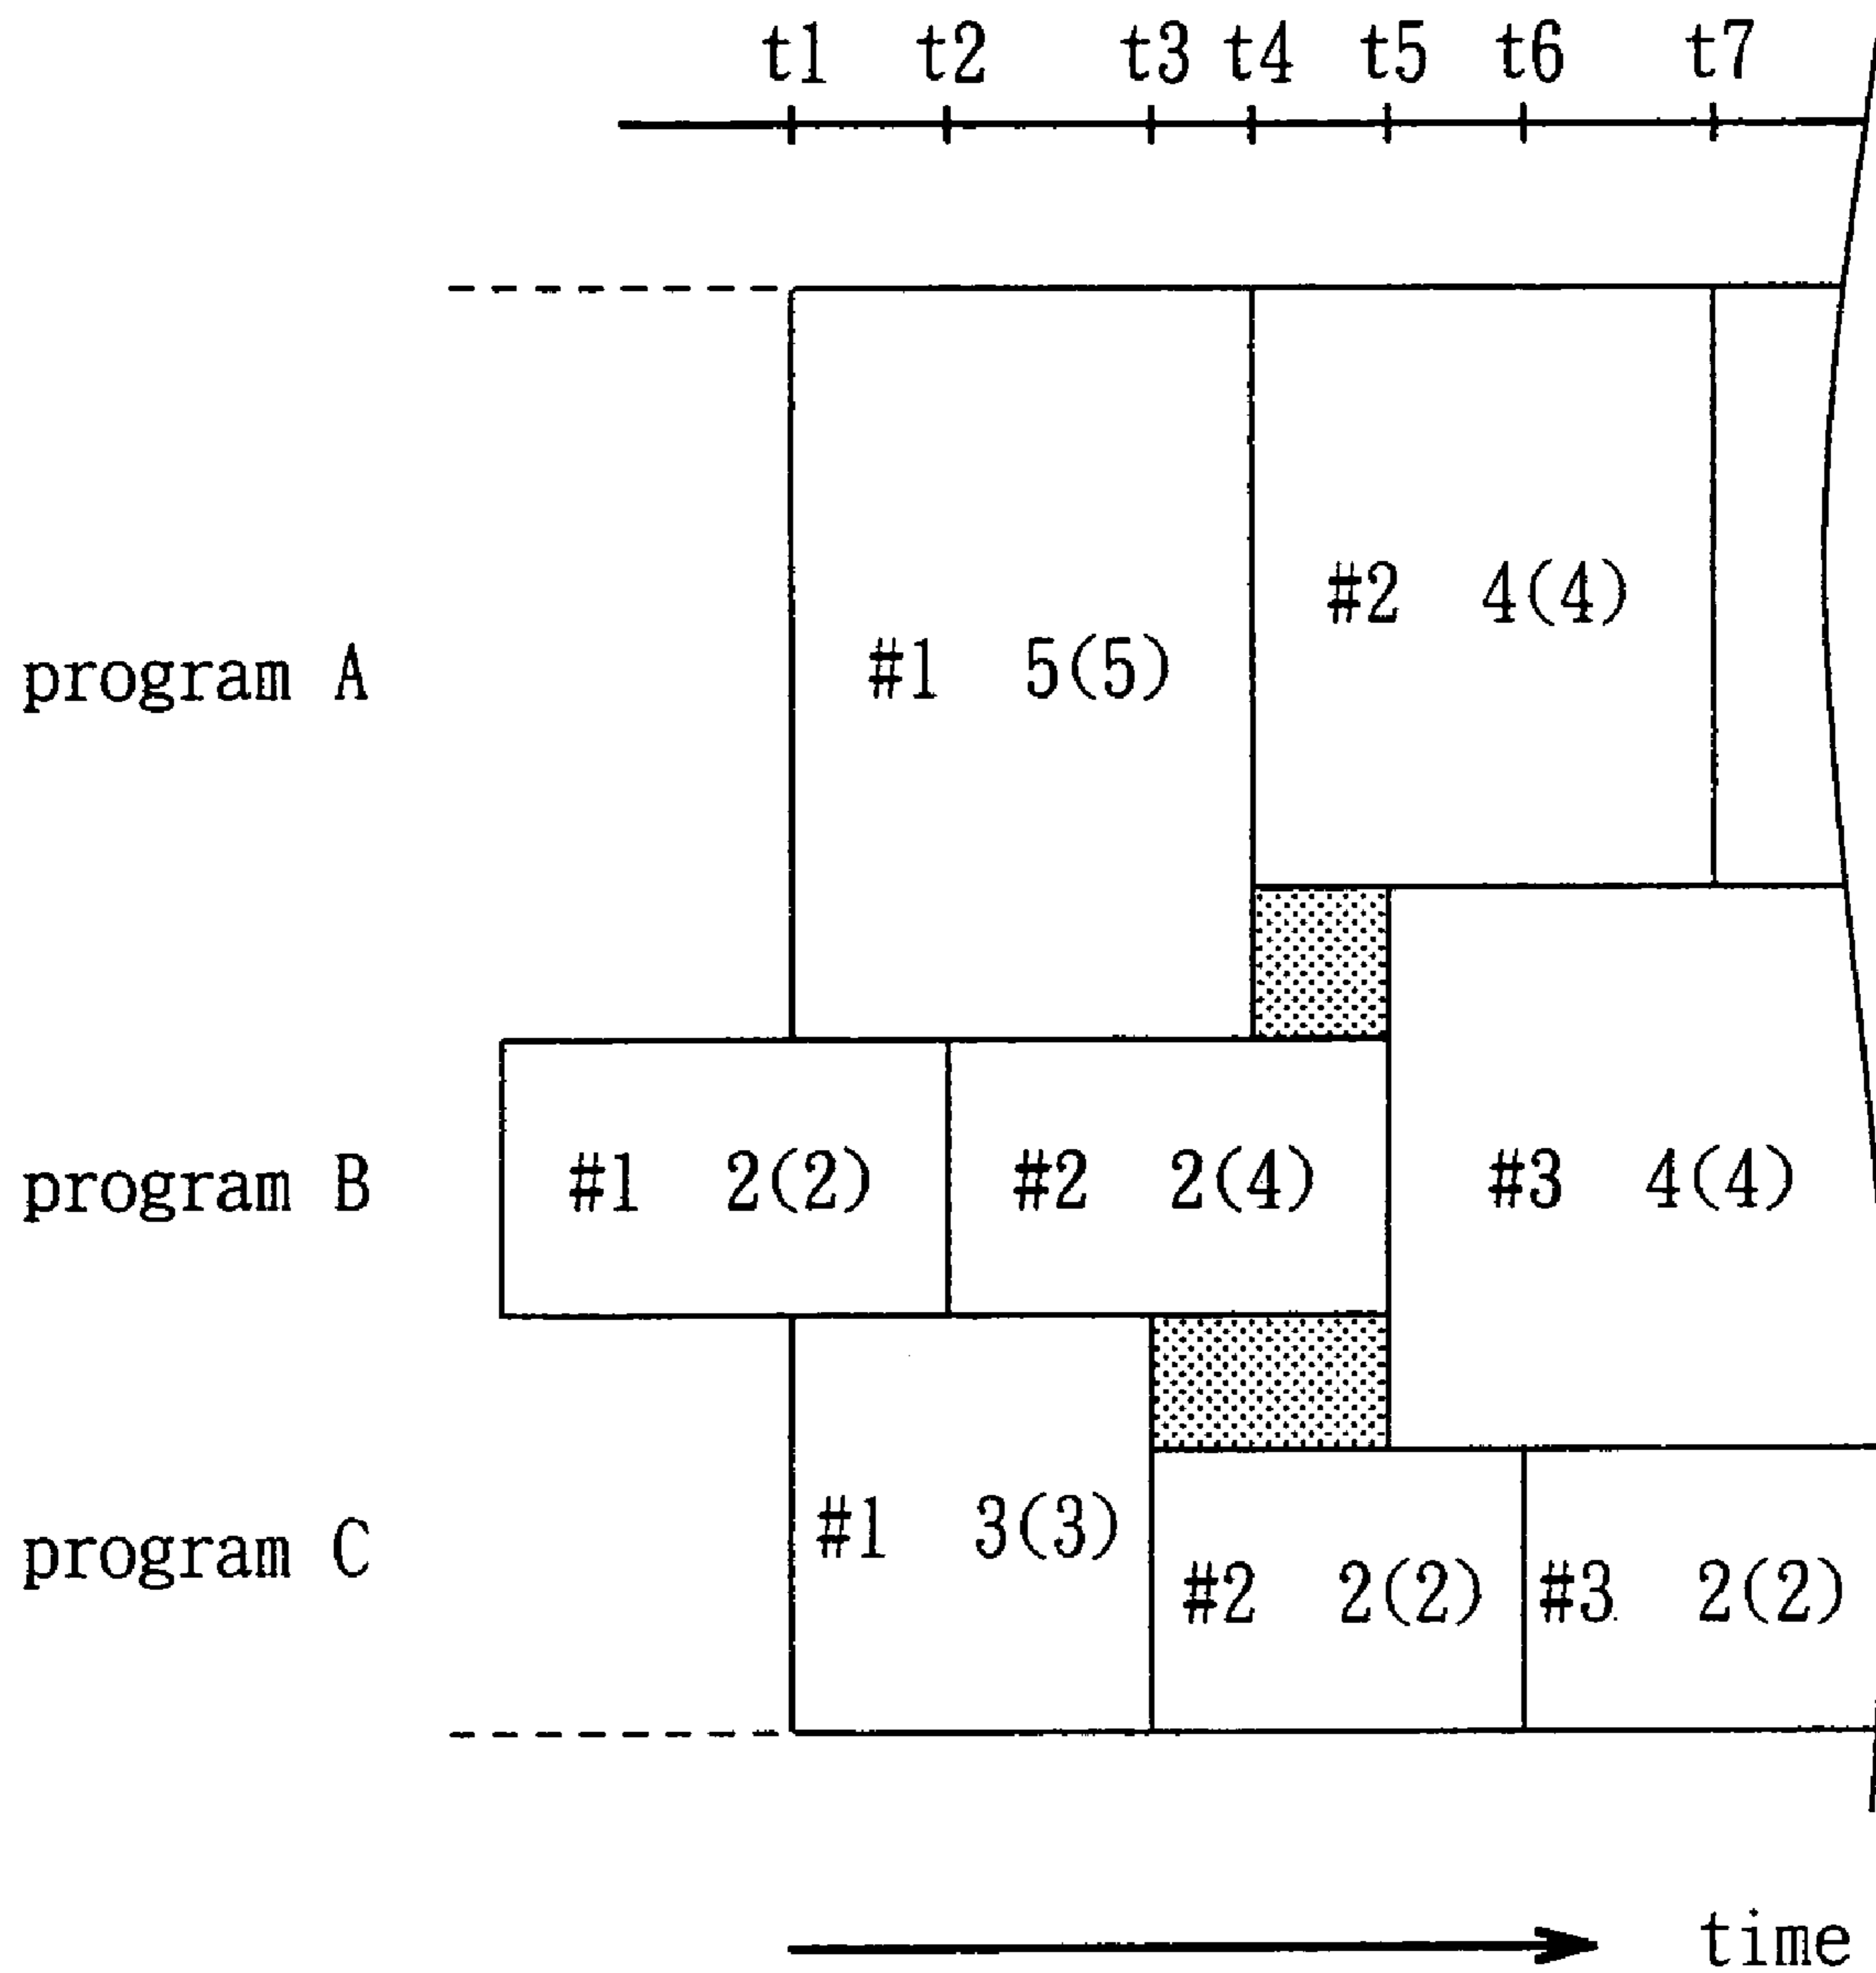 t1 t2 t3 t4 t5 t6 t7
#2 4(4)
program A #1 5(5)
program B #1 2(2) #2 2(4) #3 4(4)
program C #1 3(3)
#2 2(2) #3 2(2)
time